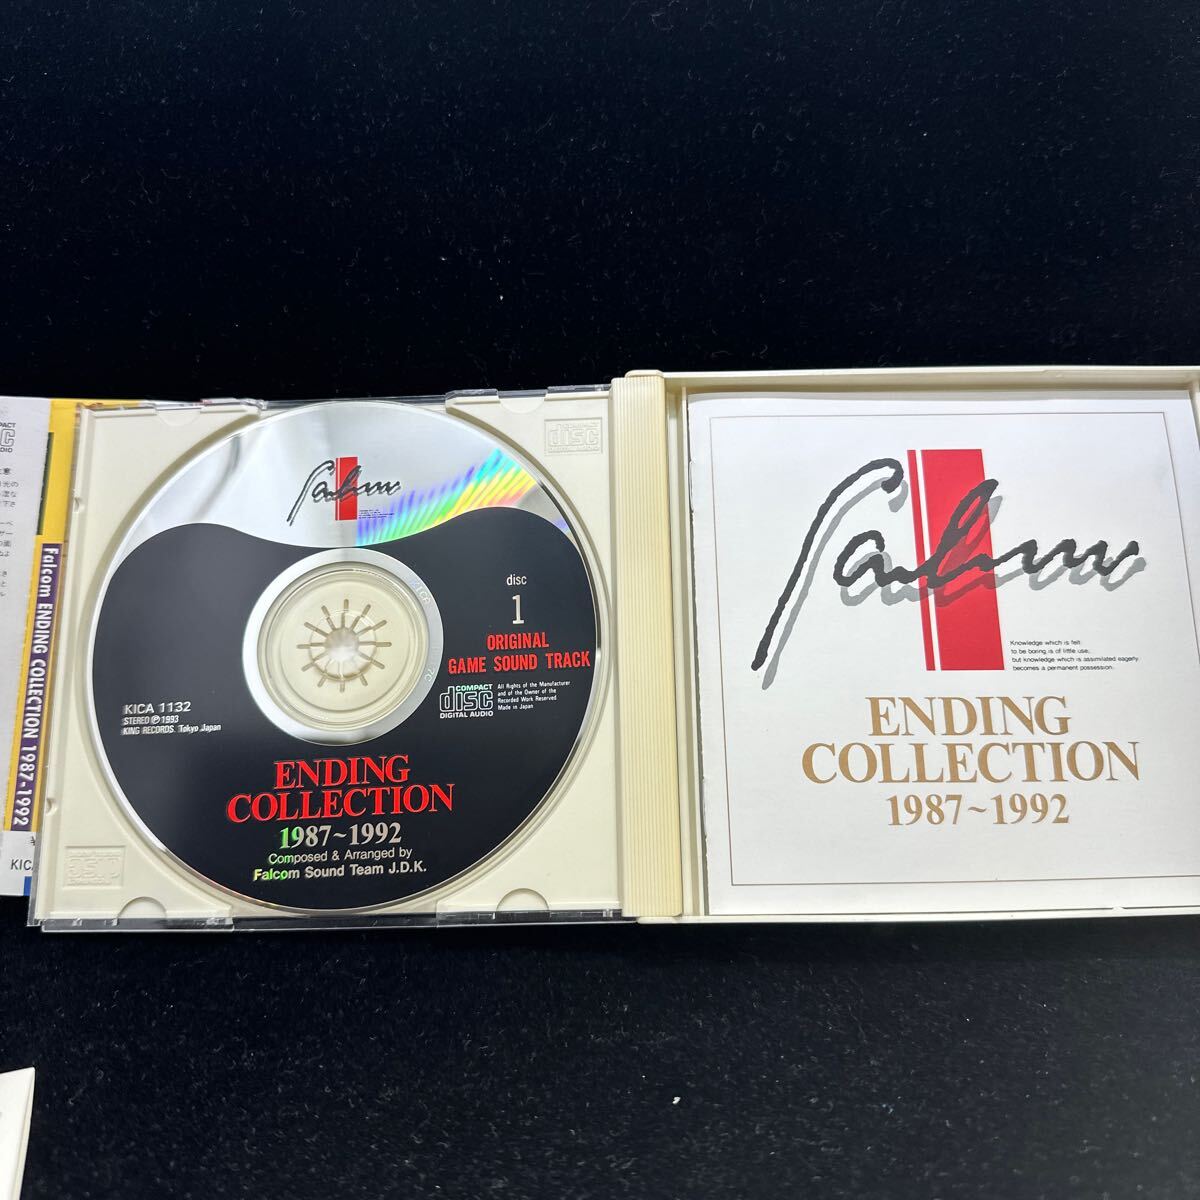 Falcom ENDING COLLECTION 1987-1992
Falcom
COMPACT
disc
DIGITAL AUDIO
disc
1
ORIGINAL
GAME SOUND TRACK
COMPACT
disc
DIGITAL AUDIO
All Rights of the Manufacturer
and of the Owner of the
Recorded Work Reserved
Made in Japan
KICA 1132
STEREO Ⓟ 1993
KING RECORDS. Tokyo Japan
ENDING
COLLECTION
1987~1992
Composed & Arranged by
Falcom Sound Team J.D.K.
Falcom
Knowledge which is felt
to be boring is of little use,
but knowledge which is assimilated eagerly
becomes a permanent possession.
ENDING
COLLECTION
1987~1992